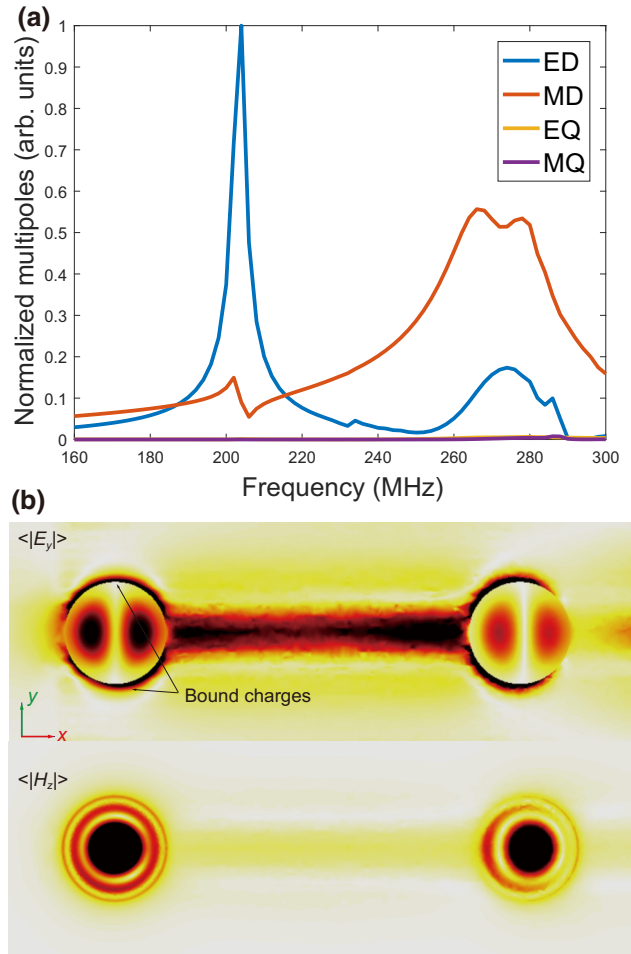 (a)
Normalized multipoles (arb. units)
1
0.9
0.8
0.7
0.6
0.5
0.4
0.3
0.2
0.1
0
ED
MD
EQ
MQ
160 180 200 220 240 260 280 300
Frequency (MHz)
(b)
<|Ey|>
Bound charges
y
x
<|Hz|>